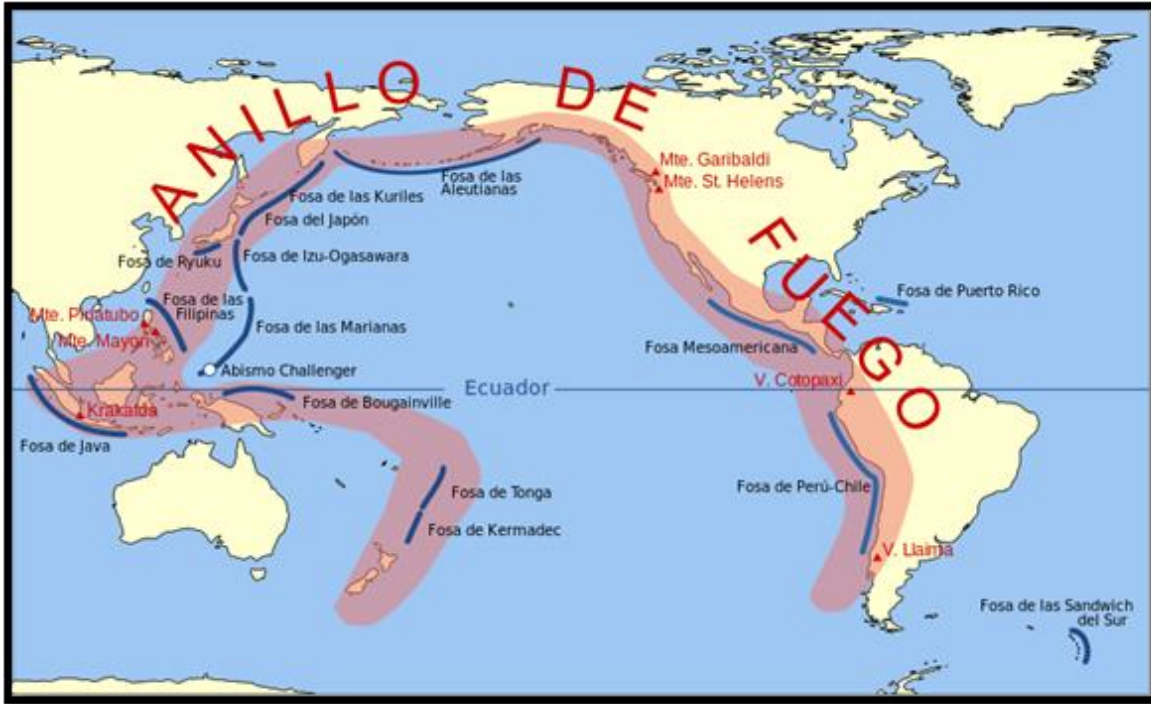 ANILLO DE FUEGO
Mte. Garibaldi
Mte. St. Helens
Fosa de las
Aleutianas
Fosa de las Kuriles
Fosa del Japón
Fosa de Izu-Ogasawara
Fosa de Ryuku
Fosa de las
Filipinas
Mte. Pinatubo
Mte. Mayon
Fosa de las Marianas
Abismo Challenger
Fosa de Puerto Rico
Fosa Mesoamericana
Ecuador
V. Cotopaxi
Fosa de Bougainville
Krakatoa
Fosa de Java
Fosa de Tonga
Fosa de Kermadec
Fosa de Perú-Chile
V. Llaima
Fosa de las Sandwich
del Sur